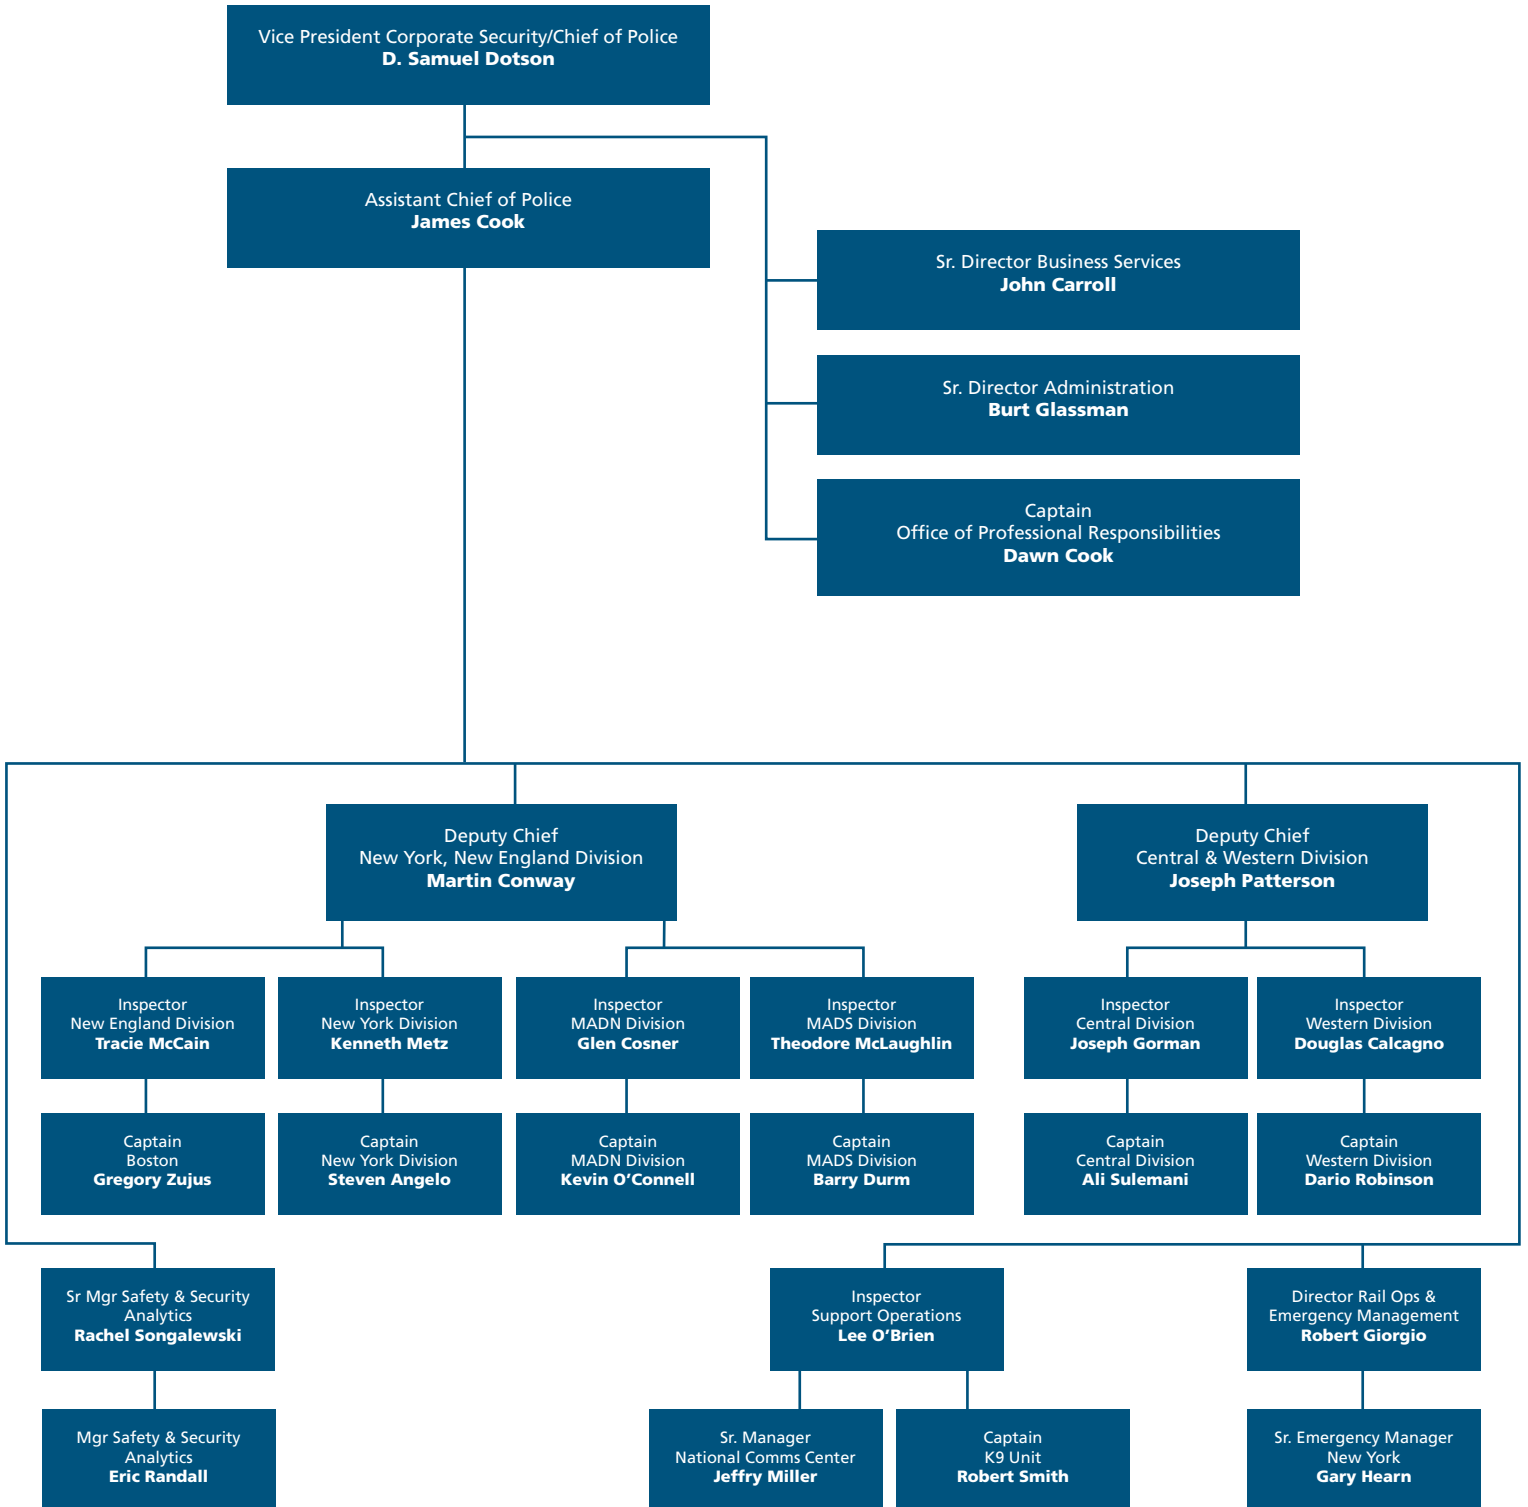 Vice President Corporate Security/Chief of Police
D. Samuel Dotson
Assistant Chief of Police
James Cook
Sr. Director Business Services
John Carroll
Sr. Director Administration
Burt Glassman
Captain
Office of Professional Responsibilities
Dawn Cook
Deputy Chief
New York, New England Division
Martin Conway
Deputy Chief
Central & Western Division
Joseph Patterson
Inspector
New England Division
Tracie McCain
Inspector
New York Division
Kenneth Metz
Inspector
MADN Division
Glen Cosner
Inspector
MADS Division
Theodore McLaughlin
Inspector
Central Division
Joseph Gorman
Inspector
Western Division
Douglas Calcagno
Captain
Boston
Gregory Zujus
Captain
New York Division
Steven Angelo
Captain
MADN Division
Kevin O’Connell
Captain
MADS Division
Barry Durm
Captain
Central Division
Ali Sulemani
Captain
Western Division
Dario Robinson
Sr Mgr Safety & Security
Analytics
Rachel Songalewski
Inspector
Support Operations
Lee O’Brien
Director Rail Ops &
Emergency Management
Robert Giorgio
Mgr Safety & Security
Analytics
Eric Randall
Sr. Manager
National Comms Center
Jeffry Miller
Captain
K9 Unit
Robert Smith
Sr. Emergency Manager
New York
Gary Hearn